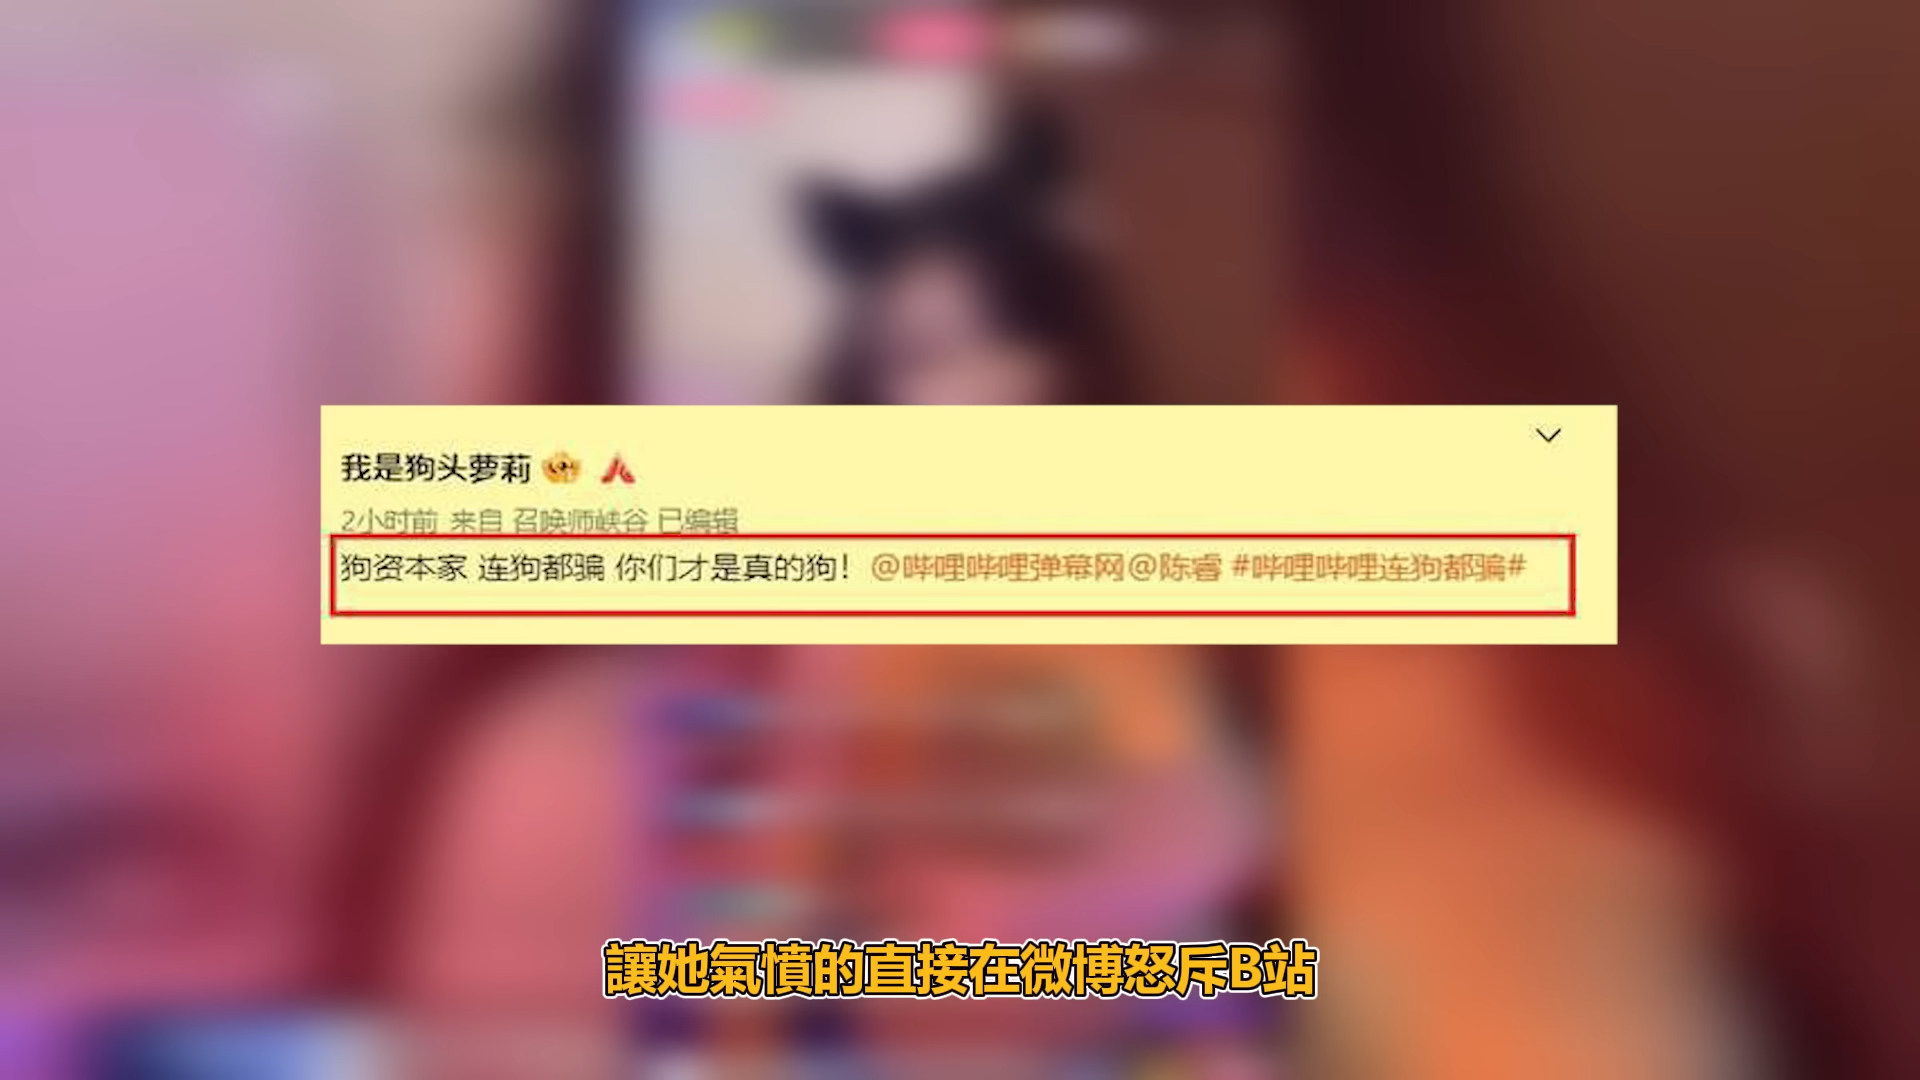 我是狗头萝莉
2小时前 来自 召唤师峡谷 已编辑
狗资本家 连狗都骗 你们才是真的狗！@哔哩哔哩弹幕网@陈睿 #哔哩哔哩连狗都骗#
讓她氣憤的直接在微博怒斥B站